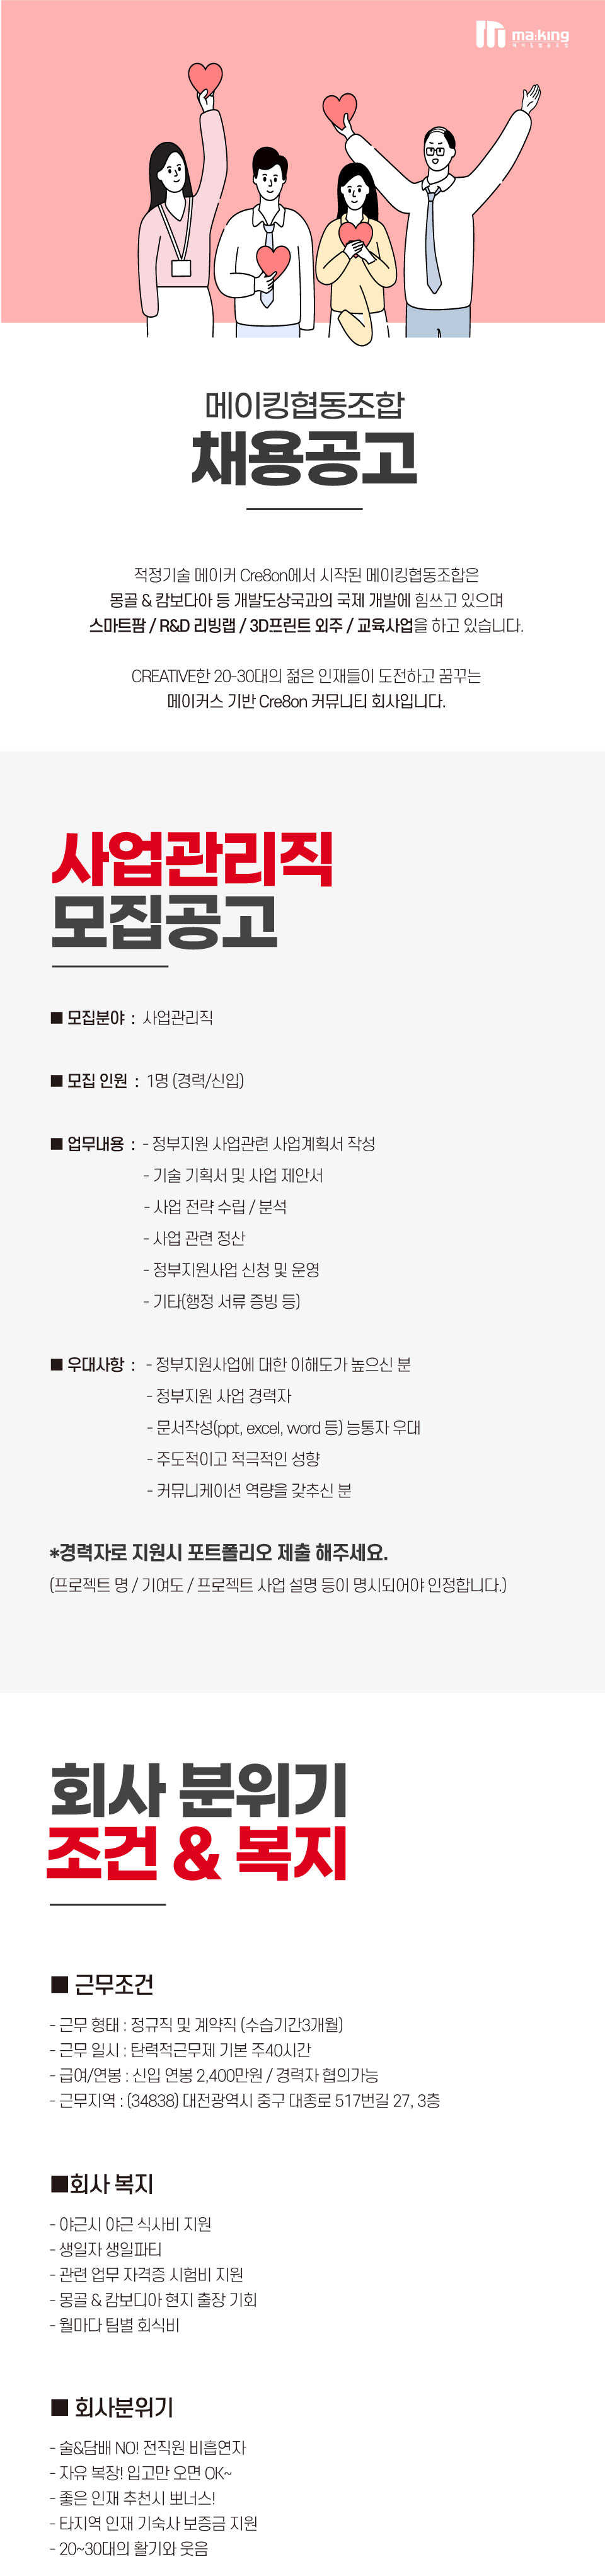 ma:king
메이킹협동조합
메이킹협동조합
채용공고
적정기술 메이커 Cre8on에서 시작된 메이킹협동조합은
몽골 & 캄보디아 등 개발도상국과의 국제 개발에 힘쓰고 있으며
스마트팜 / R&D 리빙랩 / 3D프린트 외주 / 교육사업을 하고 있습니다.
CREATIVE한 20-30대의 젊은 인재들이 도전하고 꿈꾸는
메이커스 기반 Cre8on 커뮤니티 회사입니다.
사업관리직
모집공고
■ 모집분야 : 사업관리직
■ 모집 인원 : 1명 (경력/신입)
■ 업무내용 : - 정부지원 사업관련 사업계획서 작성
- 기술 기획서 및 사업 제안서
- 사업 전략 수립 / 분석
- 사업 관련 정산
- 정부지원사업 신청 및 운영
- 기타(행정 서류 증빙 등)
■ 우대사항 : - 정부지원사업에 대한 이해도가 높으신 분
- 정부지원 사업 경력자
- 문서작성(ppt, excel, word 등) 능통자 우대
- 주도적이고 적극적인 성향
- 커뮤니케이션 역량을 갖추신 분
*경력자로 지원시 포트폴리오 제출 해주세요.
(프로젝트 명 / 기여도 / 프로젝트 사업 설명 등이 명시되어야 인정합니다.)
회사 분위기
조건 & 복지
■ 근무조건
- 근무 형태 : 정규직 및 계약직 (수습기간3개월)
- 근무 일시 : 탄력적근무제 기본 주40시간
- 급여/연봉 : 신입 연봉 2,400만원 / 경력자 협의가능
- 근무지역 : (34838) 대전광역시 중구 대종로 517번길 27, 3층
■회사 복지
- 야근시 야근 식사비 지원
- 생일자 생일파티
- 관련 업무 자격증 시험비 지원
- 몽골 & 캄보디아 현지 출장 기회
- 월마다 팀별 회식비
■ 회사분위기
- 술&담배 NO! 전직원 비흡연자
- 자유 복장! 입고만 오면 OK~
- 좋은 인재 추천시 뽀너스!
- 타지역 인재 기숙사 보증금 지원
- 20~30대의 활기와 웃음